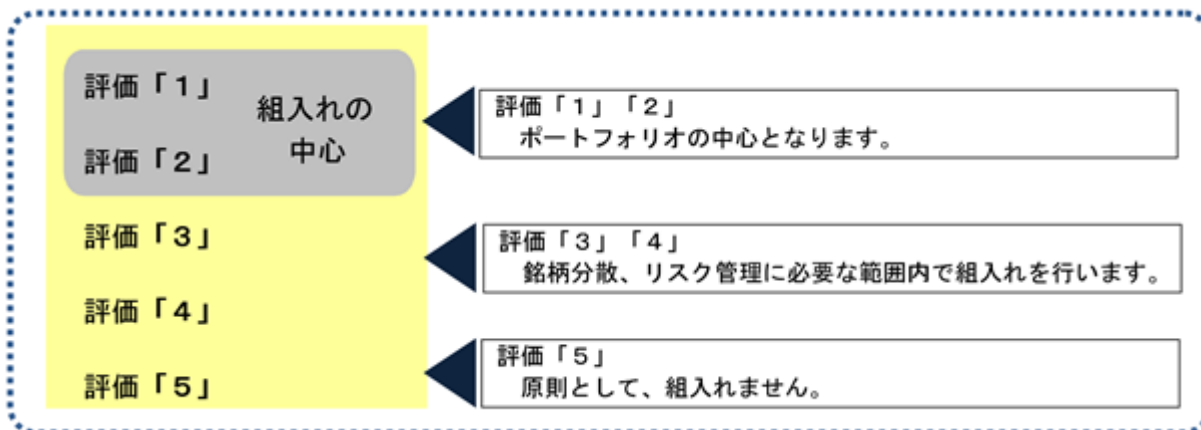 評価「１」
組入れの
中心
評価「２」
評価「３」
評価「４」
評価「５」
評価「１」「２」
ポートフォリオの中心となります。
評価「３」「４」
銘柄分散、リスク管理に必要な範囲内で組入れを行います。
評価「５」
原則として、組入れません。